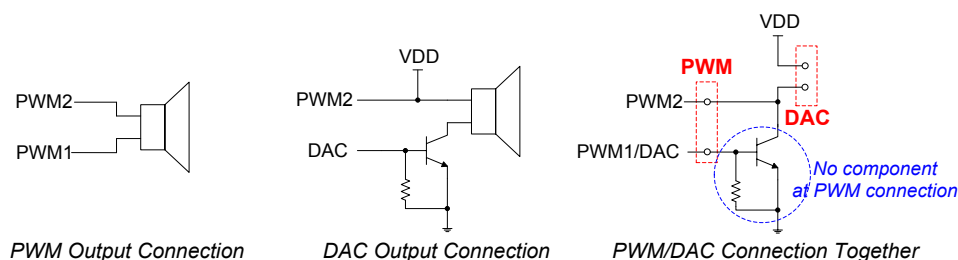 PWM2
PWM1
PWM Output Connection
VDD
PWM2
DAC
DAC Output Connection
VDD
PWM
PWM2
DAC
PWM1/DAC
No component
at PWM connection
PWM/DAC Connection Together